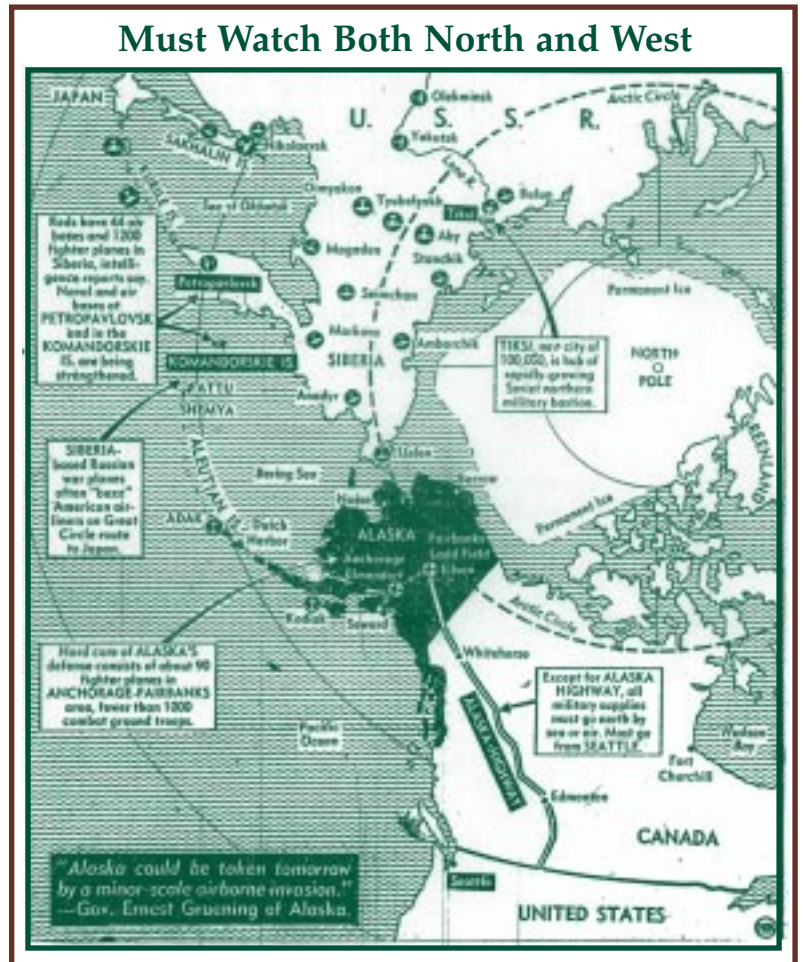 Must Watch Both North and West
JAPAN
SAKHALIN IS
Nikolaevsk
KURILE IS.
Sea of Okhotsk
U. S. S. R.
Olekminsk
Yakutsk
Lena R.
Arctic Circle
Oimyakon
Tiksi
Bulun
Aby
Magadan
Seimchan
Markovo
Ambarchik
SIBERIA
Anadyr
Uelen
Petropavlovsk
KOMANDORSKIE IS
ATTU
SHEMYA
ALEUTIAN IS.
Bering Sea
ADAK
Dutch
Harbor
Reds have 44 air
bases and 1200
fighter planes in
Siberia, intelli-
gence reports say.
Naval and air
bases at
PETROPAVLOVSK
and in the
KOMANDORSKIE
IS. are being
strengthened.
TIKSI, new city of
100,000, is hub of
rapidly-growing
Soviet northern
military bastion.
Permanent Ice
NORTH
POLE
GREENLAND
Permanent Ice
SIBERIA-
based Russian
war planes
often "buzz"
American air-
liners on Great
Circle route
to Japan.
Nome
Barrow
ALASKA
Fairbanks
Ladd Field
Anchorage
Kodiak
Seward
Arctic Circle
Hard core of ALASKA'S
defense consists of about 90
fighter planes in
ANCHORAGE-FAIRBANKS
area, fewer than 1000
combat ground troops.
Whitehorse
Except for ALASKA
HIGHWAY, all
military supplies
must go north by
sea or air. Most go
from SEATTLE.
ALASKA HIGHWAY
Pacific
Ocean
Hudson
Bay
Fort
Churchill
Edmonton
CANADA
Seattle
UNITED STATES
"Alaska could be taken tomorrow
by a minor-scale airborne invasion."
—Gov. Ernest Gruening of Alaska.